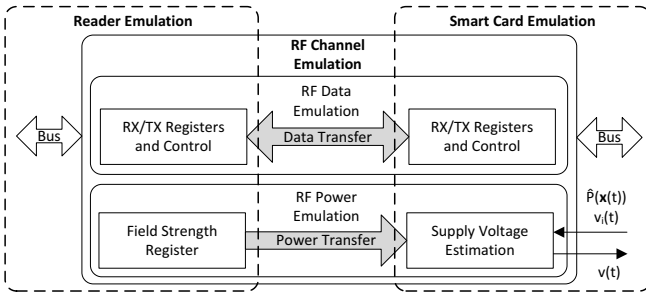 Reader Emulation
Smart Card Emulation
RF Channel
Emulation
RF Data
Emulation
Bus
RX/TX Registers
and Control
Data Transfer
RX/TX Registers
and Control
Bus
RF Power
Emulation
Field Strength
Register
Power Transfer
Supply Voltage
Estimation
P̂(x(t))
vᵢ(t)
v(t)